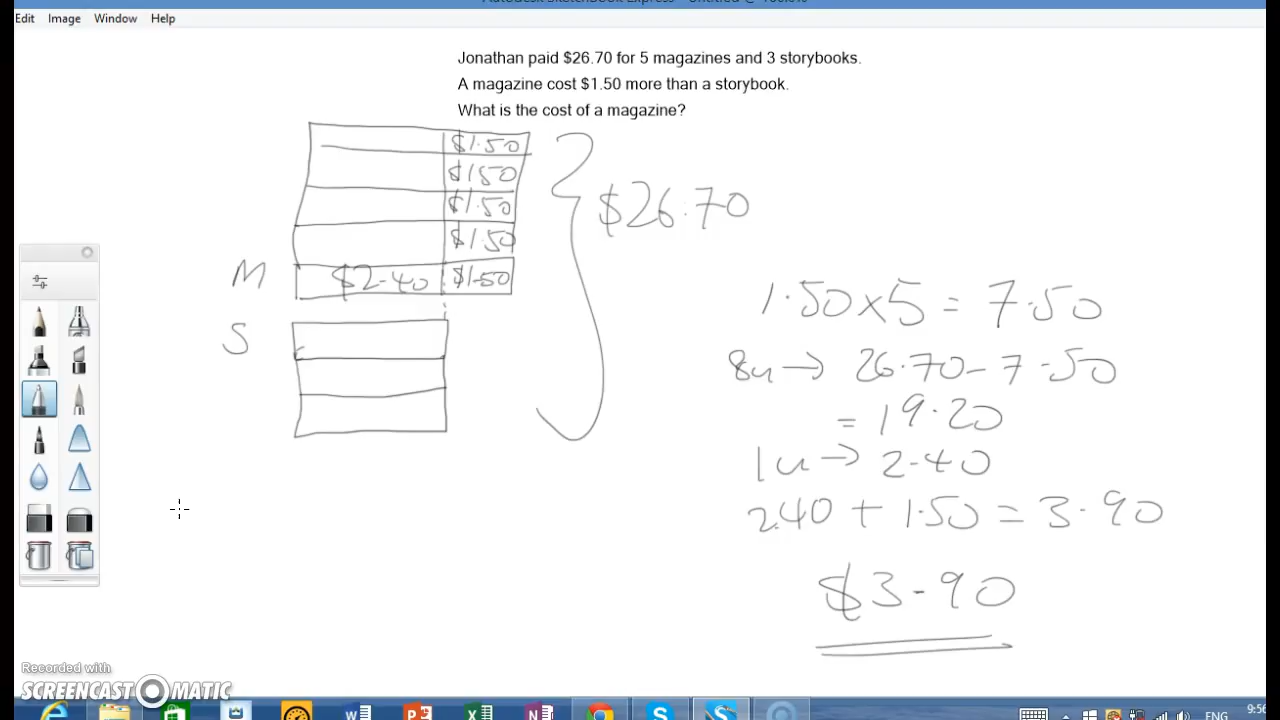 Edit Image Window Help
Jonathan paid $26.70 for 5 magazines and 3 storybooks.
A magazine cost $1.50 more than a storybook.
What is the cost of a magazine?
$1.50
$1.50
$1.50
$1.50
M $2.40 $1.50
S
$26.70
1.50×5 = 7.50
8u → 26.70 - 7.50
= 19.20
1u → 2.40
2.40 + 1.50 = 3.90
$3.90
Recorded with
SCREENCAST-O-MATIC
ENG